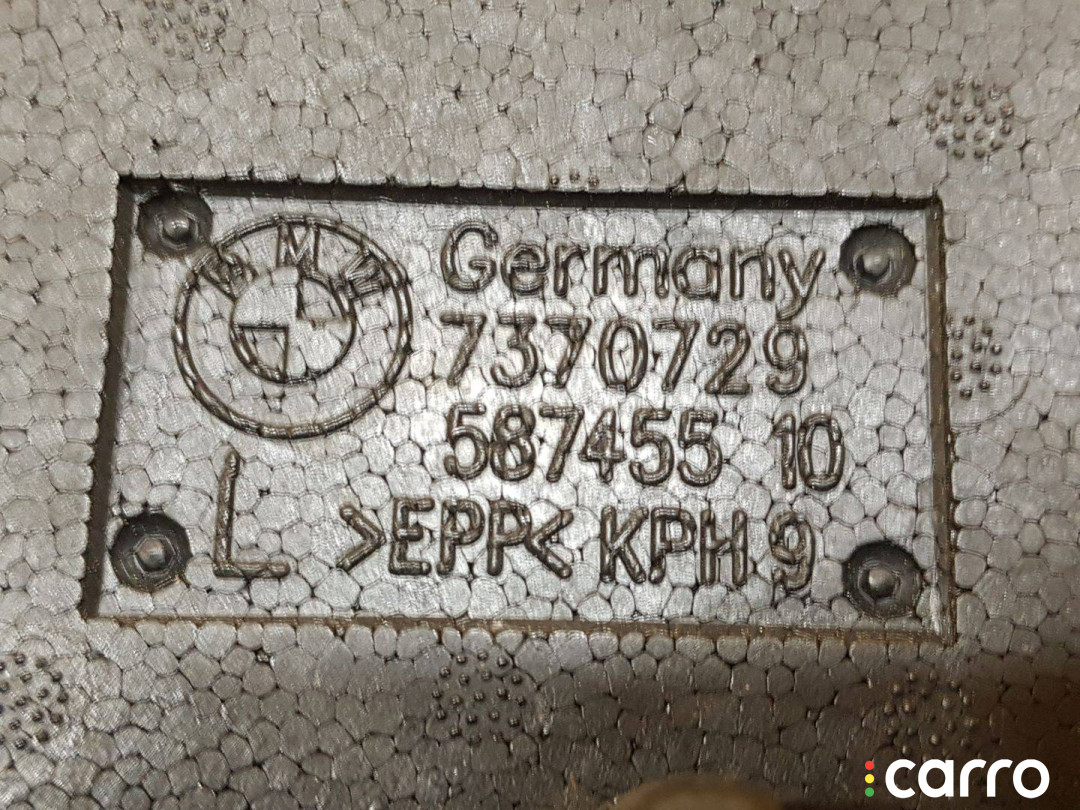 BMW
Germany
7370729
587455 10
L >EPP< KPH 9
carro